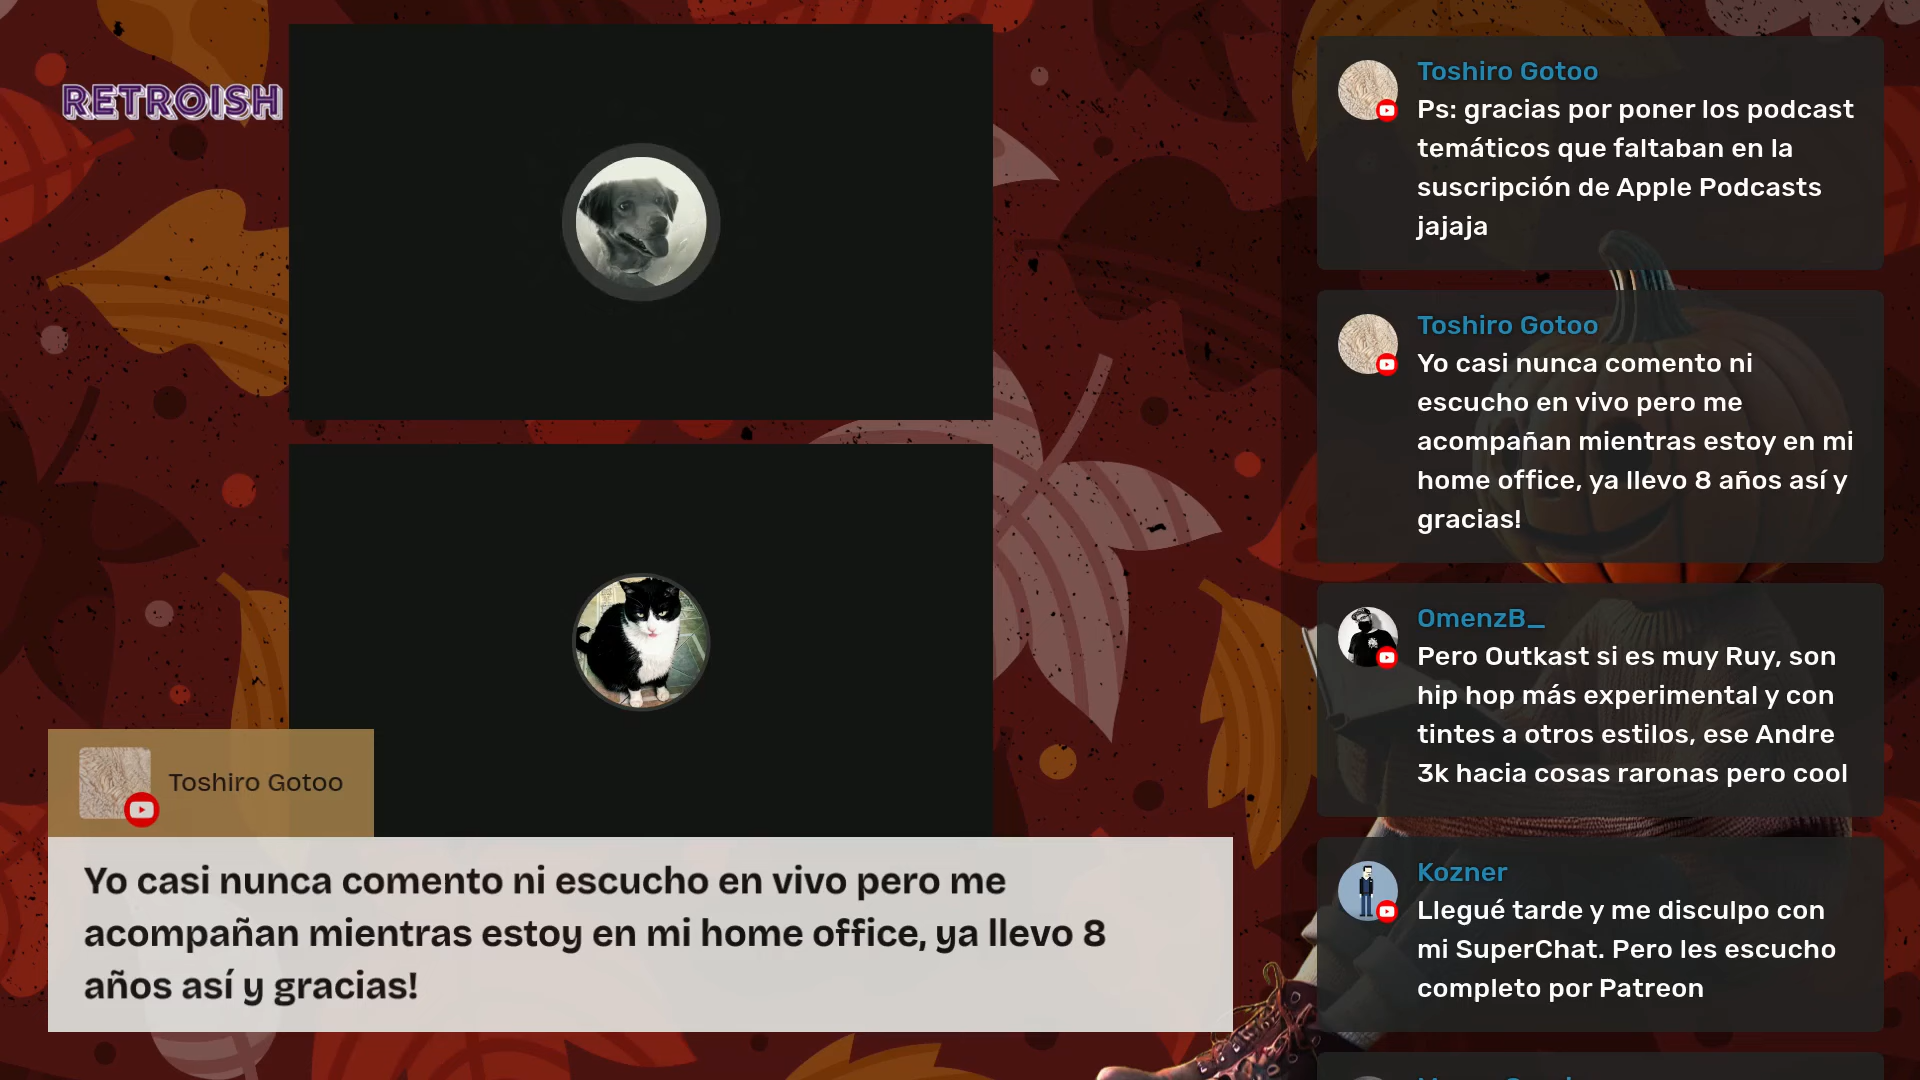 RETROISH
Toshiro Gotoo
Yo casi nunca comento ni escucho en vivo pero me
acompañan mientras estoy en mi home office, ya llevo 8
años así y gracias!
Toshiro Gotoo
Ps: gracias por poner los podcast
temáticos que faltaban en la
suscripción de Apple Podcasts
jajaja
Toshiro Gotoo
Yo casi nunca comento ni
escucho en vivo pero me
acompañan mientras estoy en mi
home office, ya llevo 8 años así y
gracias!
OmenzB_
Pero Outkast si es muy Ruy, son
hip hop más experimental y con
tintes a otros estilos, ese Andre
3k hacia cosas raronas pero cool
Kozner
Llegué tarde y me disculpo con
mi SuperChat. Pero les escucho
completo por Patreon